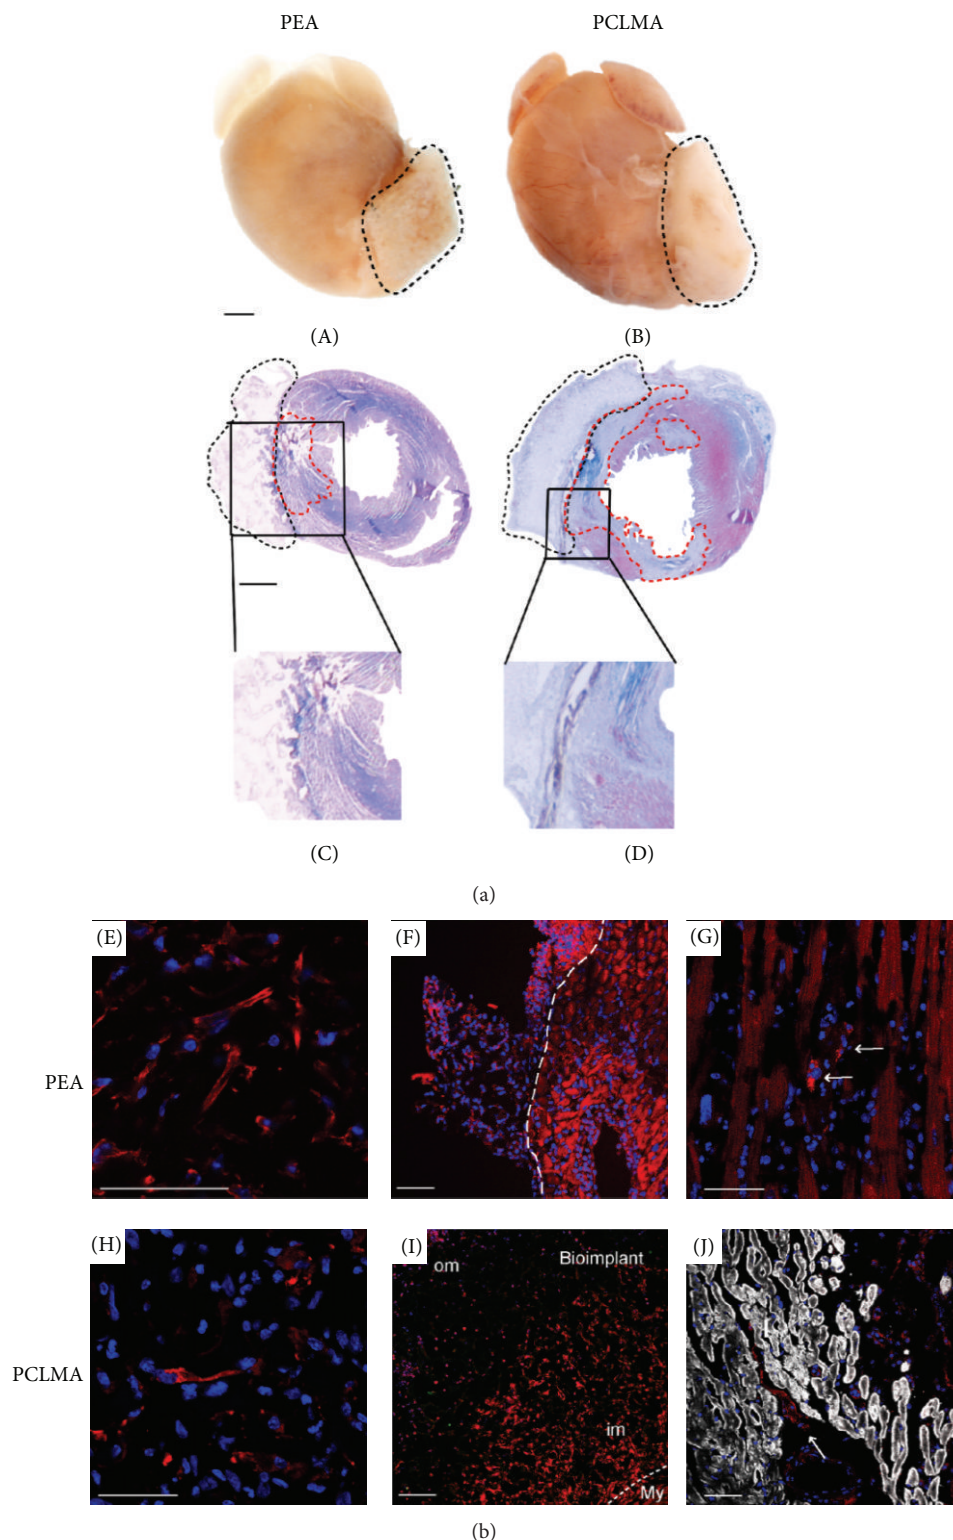 PEA PCLMA
(A) (B)
(C) (D)
(a)
(E) (F) (G)
PEA
(H) (I) (J)
om Bioimplant
PCLMA
im
My
(b)